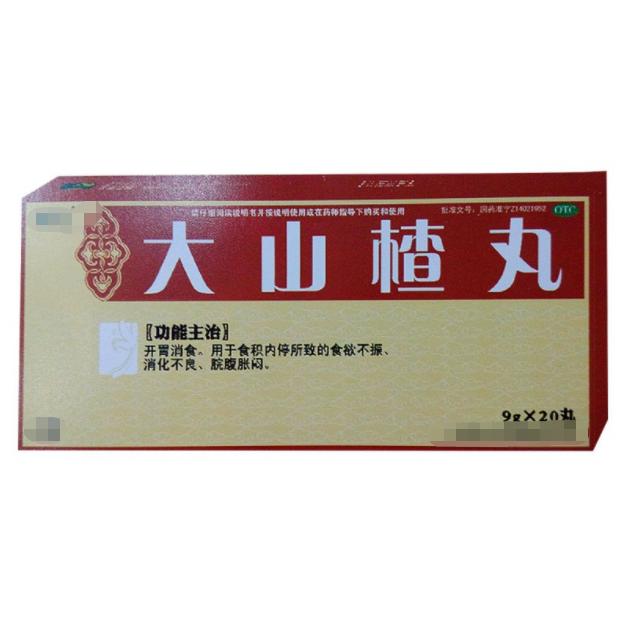 请仔细阅读说明书并按说明使用或在药师指导下购买和使用
批准文号：国药准字Z14021952
OTC
大山楂丸
【功能主治】
开胃消食。用于食积内停所致的食欲不振、
消化不良、脘腹胀闷。
9g×20丸